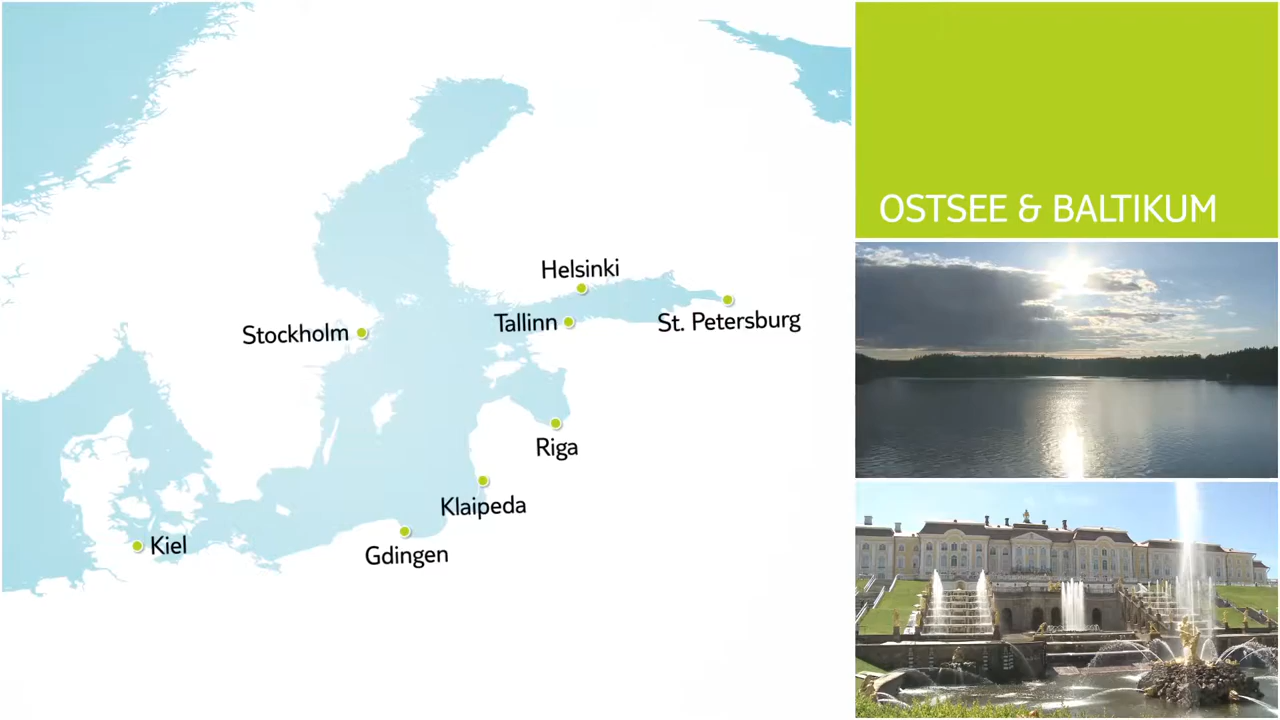 OSTSEE & BALTIKUM
Helsinki
Tallinn
St. Petersburg
Stockholm
Riga
Klaipeda
Kiel
Gdingen